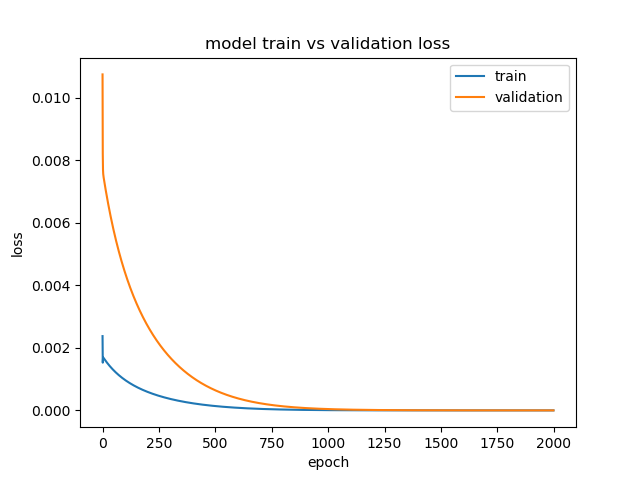 model train vs validation loss
train
validation
0.010
0.008
0.006
0.004
0.002
0.000
loss
0 250 500 750 1000 1250 1500 1750 2000
epoch